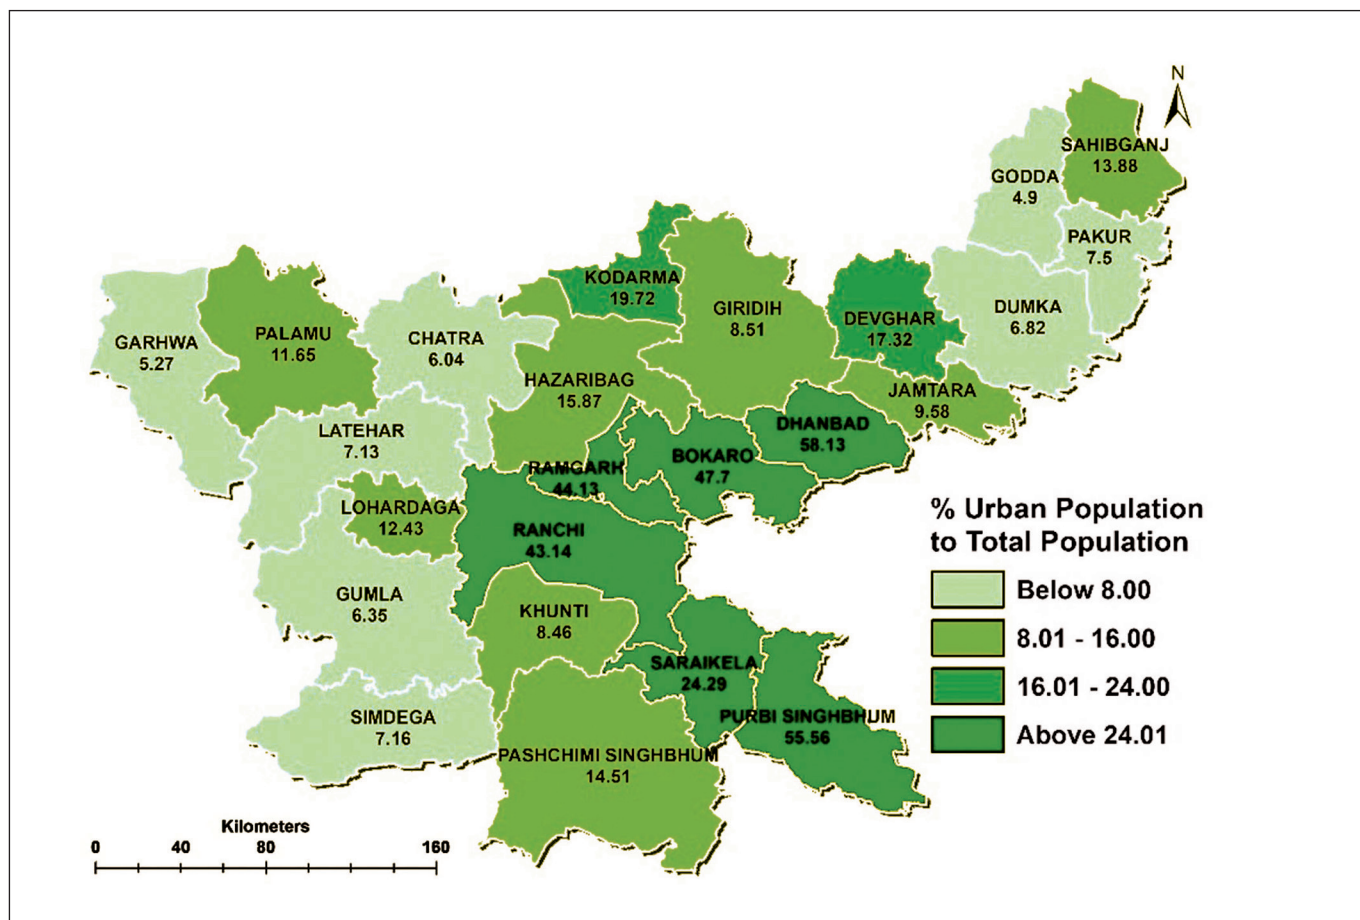 N
SAHIBGANJ
13.88
GODDA
4.9
PAKUR
7.5
KODARMA
19.72
DUMKA
6.82
GIRIDIH
8.51
DEVGHAR
17.32
PALAMU
11.65
CHATRA
6.04
GARHWA
5.27
HAZARIBAG
15.87
JAMTARA
9.58
DHANBAD
58.13
LATEHAR
7.13
BOKARO
47.7
RAMGARH
44.13
LOHARDAGA
12.43
RANCHI
43.14
GUMLA
6.35
KHUNTI
8.46
SARAIKELA
24.29
SIMDEGA
7.16
PURBI SINGHBHUM
55.56
PASHCHIMI SINGHBHUM
14.51
% Urban Population
to Total Population
Below 8.00
8.01 - 16.00
16.01 - 24.00
Above 24.01
Kilometers
0 40 80 160